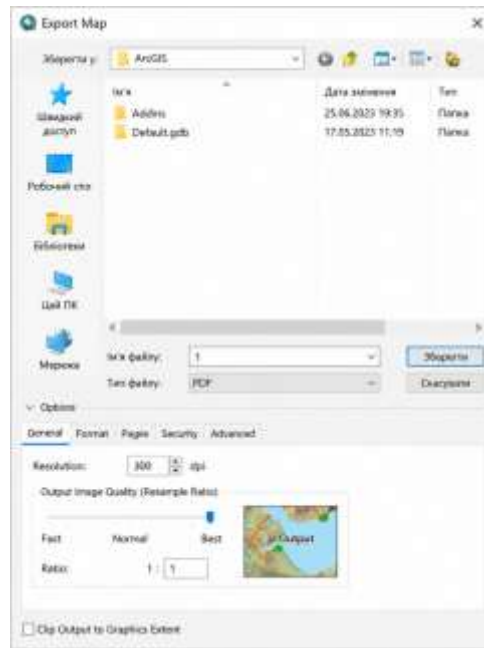 Export Map
Зберегти у: ArcGIS
Швидкий доступ
Робочий стіл
Бібліотеки
Цей ПК
Мережа
Ім'я Дата змінення Тип
Addins 25.06.2023 19:35 Папка
Default.gdb 17.05.2023 11:19 Папка
Ім'я файлу: 1 Зберегти
Тип файлу: PDF Скасувати
Options
General Format Pages Security Advanced
Resolution: 300 dpi
Output Image Quality (Resample Ratio)
Fast Normal Best
Output
Ratio: 1 : 1
Clip Output to Graphics Extent